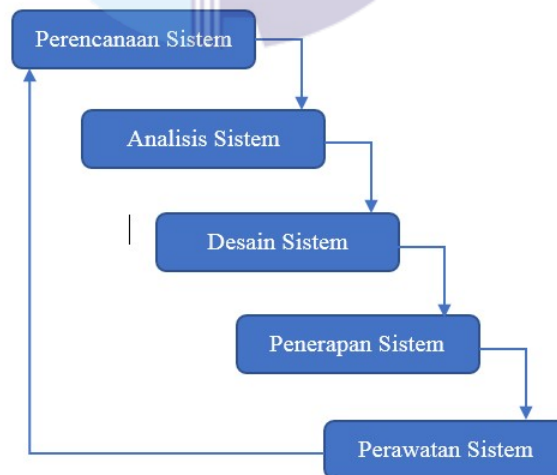 Perencanaan Sistem
Analisis Sistem
Desain Sistem
Penerapan Sistem
Perawatan Sistem